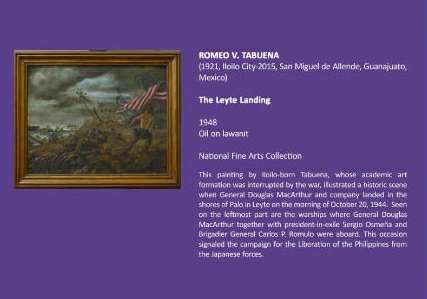 ROMEO V. TABUENA
(1921, Iloilo City-2015, San Miguel de Allende, Guanajuato,
Mexico)
The Leyte Landing
1948
Oil on lawanit
National Fine Arts Collection
This painting by Iloilo-born Tabuena, whose academic art
formation was interrupted by the war, illustrated a historic scene
when General Douglas MacArthur and company landed in the
shores of Palo in Leyte on the morning of October 20, 1944. Seen
on the leftmost part are the warships where General Douglas
MacArthur together with president-in-exile Sergio Osmeña and
Brigadier General Carlos P. Romulo were aboard. This occasion
signaled the campaign for the Liberation of the Philippines from
the Japanese forces.